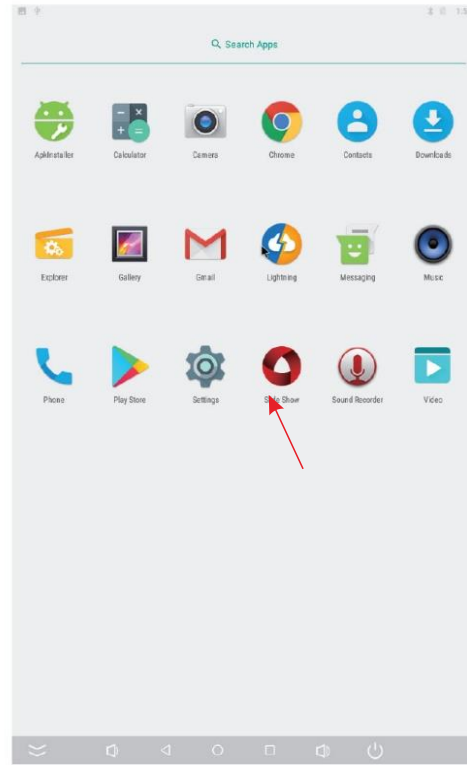 Search Apps
ApkInstaller Calculator Camera Chrome Contacts Downloads
Explorer Gallery Gmail Lightning Messaging Music
Phone Play Store Settings Slide Show Sound Recorder Video